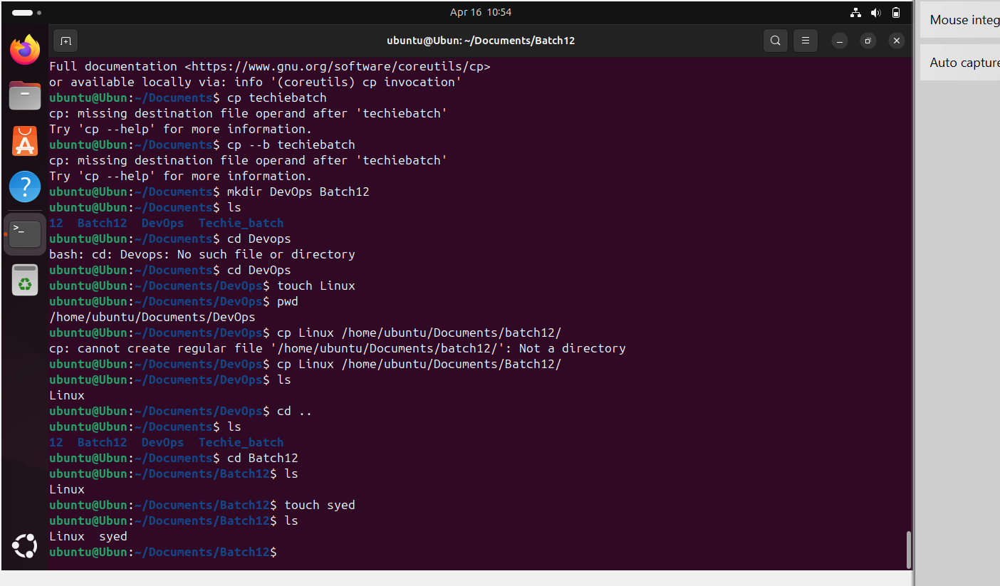 Apr 16 10:54
Mouse integ
ubuntu@Ubun: ~/Documents/Batch12
Auto capture
Full documentation <https://www.gnu.org/software/coreutils/cp>
or available locally via: info '(coreutils) cp invocation'
ubuntu@Ubun:~/Documents$ cp techiebatch
cp: missing destination file operand after 'techiebatch'
Try 'cp --help' for more information.
ubuntu@Ubun:~/Documents$ cp --b techiebatch
cp: missing destination file operand after 'techiebatch'
Try 'cp --help' for more information.
ubuntu@Ubun:~/Documents$ mkdir DevOps Batch12
ubuntu@Ubun:~/Documents$ ls
12  Batch12  DevOps  Techie_batch
ubuntu@Ubun:~/Documents$ cd Devops
bash: cd: Devops: No such file or directory
ubuntu@Ubun:~/Documents$ cd DevOps
ubuntu@Ubun:~/Documents/DevOps$ touch Linux
ubuntu@Ubun:~/Documents/DevOps$ pwd
/home/ubuntu/Documents/DevOps
ubuntu@Ubun:~/Documents/DevOps$ cp Linux /home/ubuntu/Documents/batch12/
cp: cannot create regular file '/home/ubuntu/Documents/batch12/': Not a directory
ubuntu@Ubun:~/Documents/DevOps$ cp Linux /home/ubuntu/Documents/Batch12/
ubuntu@Ubun:~/Documents/DevOps$ ls
Linux
ubuntu@Ubun:~/Documents/DevOps$ cd ..
ubuntu@Ubun:~/Documents$ ls
12  Batch12  DevOps  Techie_batch
ubuntu@Ubun:~/Documents$ cd Batch12
ubuntu@Ubun:~/Documents/Batch12$ ls
Linux
ubuntu@Ubun:~/Documents/Batch12$ touch syed
ubuntu@Ubun:~/Documents/Batch12$ ls
Linux  syed
ubuntu@Ubun:~/Documents/Batch12$